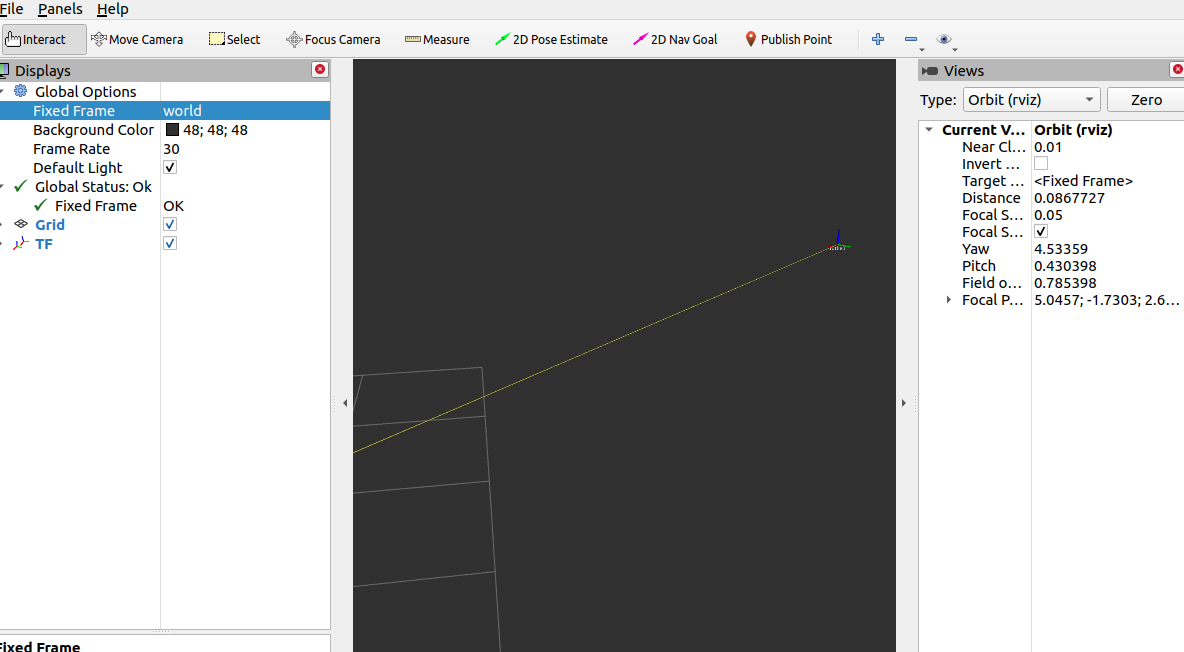 File Panels Help
Interact Move Camera Select Focus Camera Measure 2D Pose Estimate 2D Nav Goal Publish Point
Displays
Global Options
Fixed Frame world
Background Color 48; 48; 48
Frame Rate 30
Default Light
Global Status: Ok
Fixed Frame OK
Grid
TF
Fixed Frame
Views
Type: Orbit (rviz) Zero
Current V... Orbit (rviz)
Near Cl... 0.01
Invert ...
Target ... <Fixed Frame>
Distance 0.0867727
Focal S... 0.05
Focal S...
Yaw 4.53359
Pitch 0.430398
Field o... 0.785398
Focal P... 5.0457; -1.7303; 2.6...